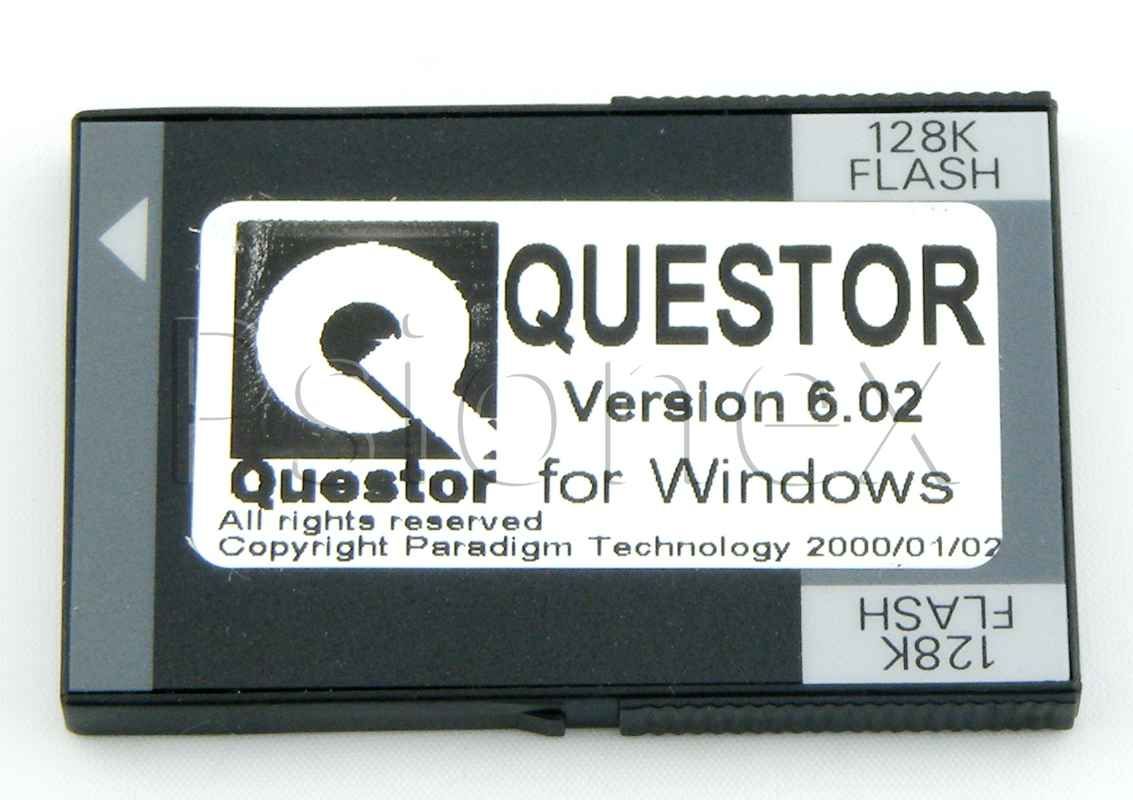 128K
FLASH
QUESTOR
Version 6.02
Questor for Windows
All rights reserved
Copyright Paradigm Technology 2000/01/02
Psionex
128K
FLASH